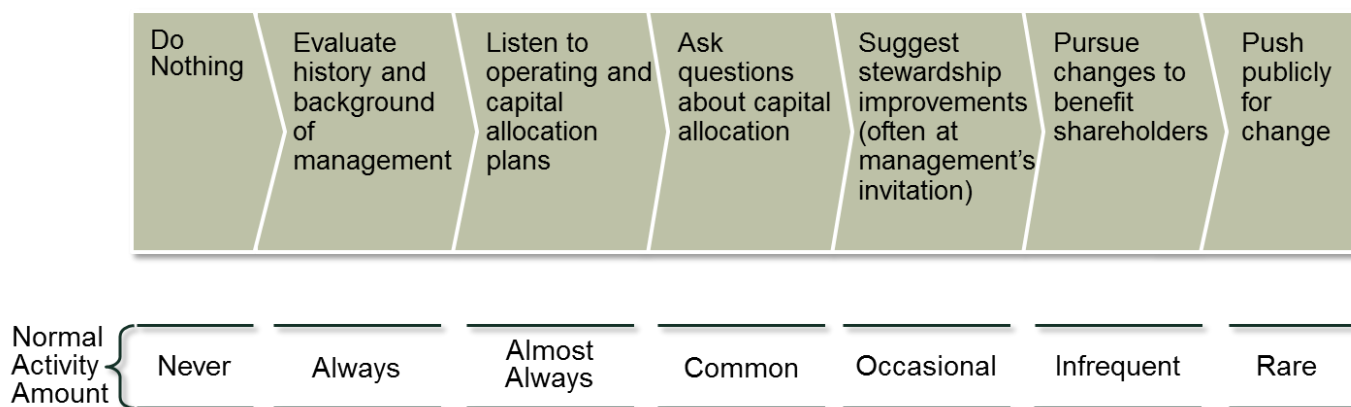 Do
Nothing
Evaluate
history and
background
of
management
Listen to
operating and
capital
allocation
plans
Ask
questions
about capital
allocation
Suggest
stewardship
improvements
(often at
management's
invitation)
Pursue
changes to
benefit
shareholders
Push
publicly
for
change
Normal
Activity
Amount
Never
Always
Almost
Always
Common
Occasional
Infrequent
Rare